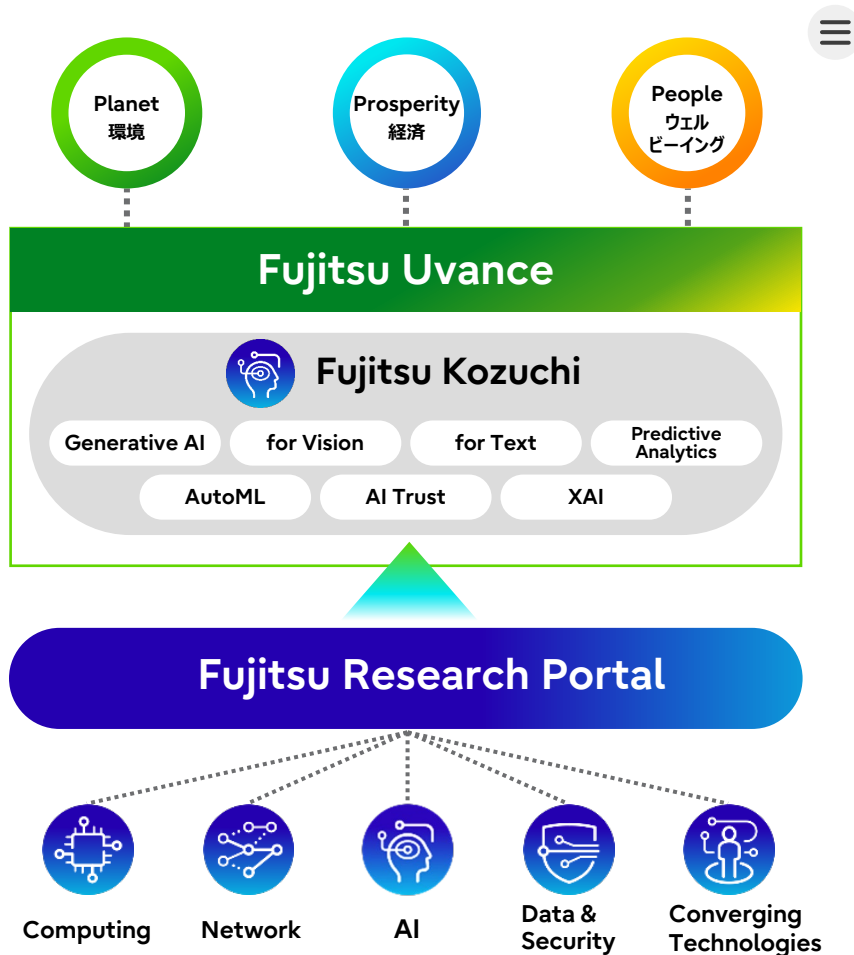 Planet
環境
Prosperity
経済
People
ウェル
ビーイング
Fujitsu Uvance
Fujitsu Kozuchi
Generative AI
for Vision
for Text
Predictive
Analytics
AutoML
AI Trust
XAI
Fujitsu Research Portal
Computing
Network
AI
Data &
Security
Converging
Technologies